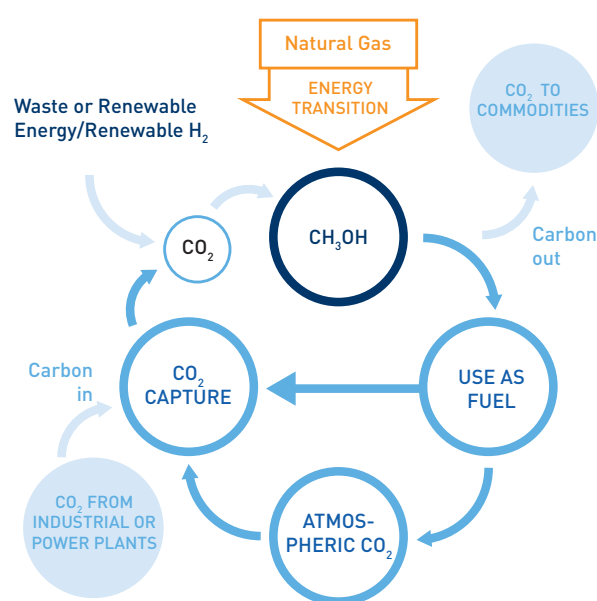 Natural Gas
ENERGY
TRANSITION
CO₂ TO
COMMODITIES
Waste or Renewable
Energy/Renewable H₂
CO₂
CH₃OH
Carbon
out
Carbon
in
CO₂
CAPTURE
USE AS
FUEL
CO₂ FROM
INDUSTRIAL OR
POWER PLANTS
ATMOS-
PHERIC CO₂